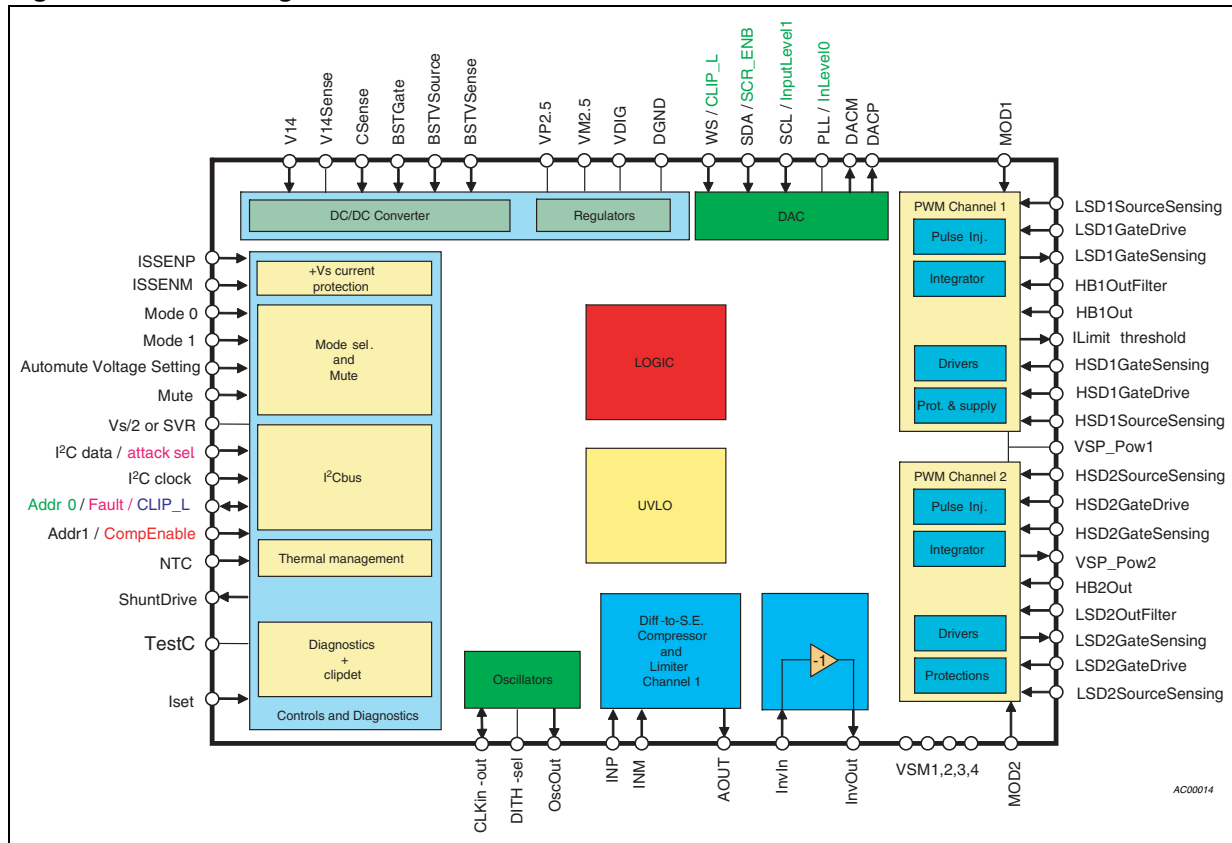 V14
V14Sense
CSense
BSTGate
BSTVSource
BSTVSense
VP2.5
VM2.5
VDIG
DGND
WS / CLIP_L
SDA / SCR_ENB
SCL / InputLevel1
PLL / InLevel0
DACM
DACP
MOD1
DC/DC Converter
Regulators
DAC
ISSENP
ISSENM
Mode 0
Mode 1
Automute Voltage Setting
Mute
Vs/2 or SVR
I²C data / attack sel.
I²C clock
Addr 0 / Fault / CLIP_L
Addr1 / CompEnable
NTC
ShuntDrive
TestC
Iset
+Vs current
protection
Mode sel.
and
Mute
I²Cbus
Thermal management
Diagnostics
+
clipdet
Controls and Diagnostics
LOGIC
UVLO
Oscillators
Diff-to-S.E.
Compressor
and
Limiter
Channel 1
-1
PWM Channel 1
Pulse Inj.
Integrator
Drivers
Prot. & supply
PWM Channel 2
Pulse Inj.
Integrator
Drivers
Protections
LSD1SourceSensing
LSD1GateDrive
LSD1GateSensing
HB1OutFilter
HB1Out
ILimit threshold
HSD1GateSensing
HSD1GateDrive
HSD1SourceSensing
VSP_Pow1
HSD2SourceSensing
HSD2GateDrive
HSD2GateSensing
VSP_Pow2
HB2Out
LSD2OutFilter
LSD2GateSensing
LSD2GateDrive
LSD2SourceSensing
CLKin -out
DITH -sel
OscOut
INP
INM
AOUT
InvIn
InvOut
VSM1,2,3,4
MOD2
AC00014